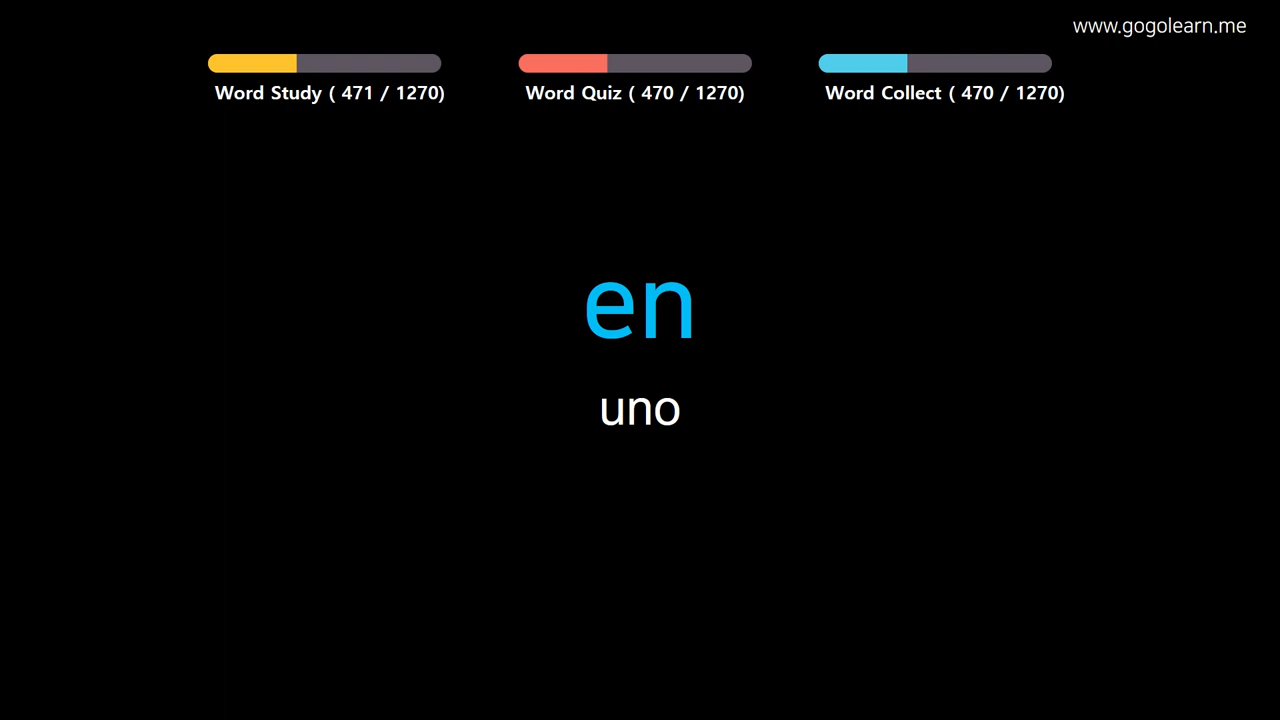 www.gogolearn.me
Word Study ( 471 / 1270)
Word Quiz ( 470 / 1270)
Word Collect ( 470 / 1270)
en
uno